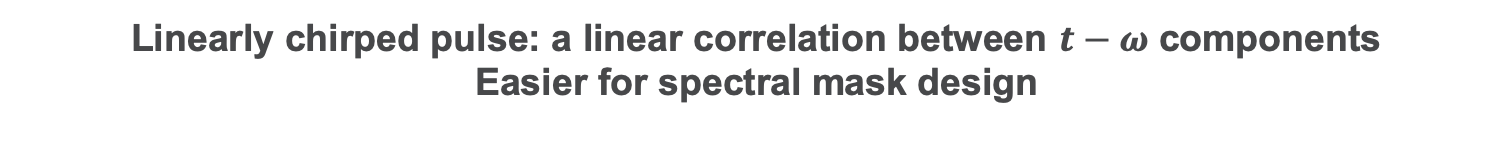 Linearly chirped pulse: a linear correlation between t − ω components
Easier for spectral mask design